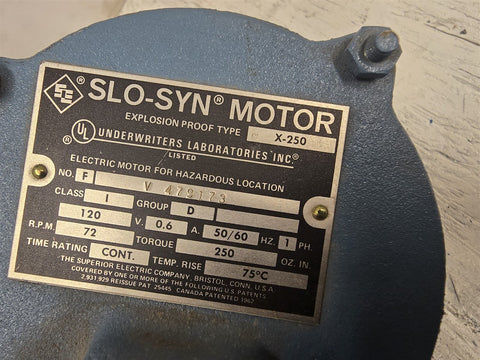 SE® SLO-SYN® MOTOR
EXPLOSION PROOF TYPE X-250
UL® UNDERWRITERS LABORATORIES INC®
LISTED
ELECTRIC MOTOR FOR HAZARDOUS LOCATION
NO. F V 479173
CLASS I GROUP D
120 V. 0.6 A. 50/60 HZ. 1 PH.
R.P.M. 72 TORQUE 250 OZ. IN.
TIME RATING CONT. TEMP. RISE 75°C
THE SUPERIOR ELECTRIC COMPANY, BRISTOL, CONN., U.S.A.
COVERED BY ONE OR MORE OF THE FOLLOWING U.S. PATENTS
2,931,929 REISSUE PAT. 25445 CANADA PATENTED 1962